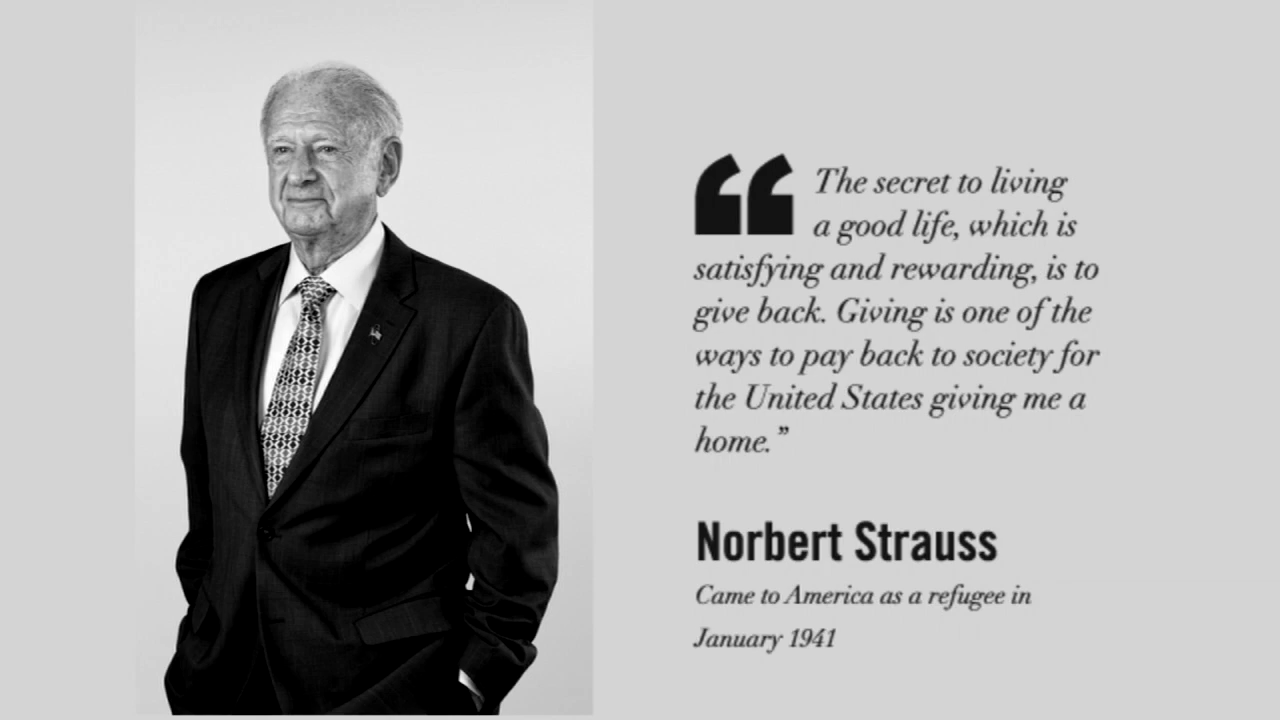 “The secret to living
a good life, which is
satisfying and rewarding, is to
give back. Giving is one of the
ways to pay back to society for
the United States giving me a
home.”
Norbert Strauss
Came to America as a refugee in
January 1941